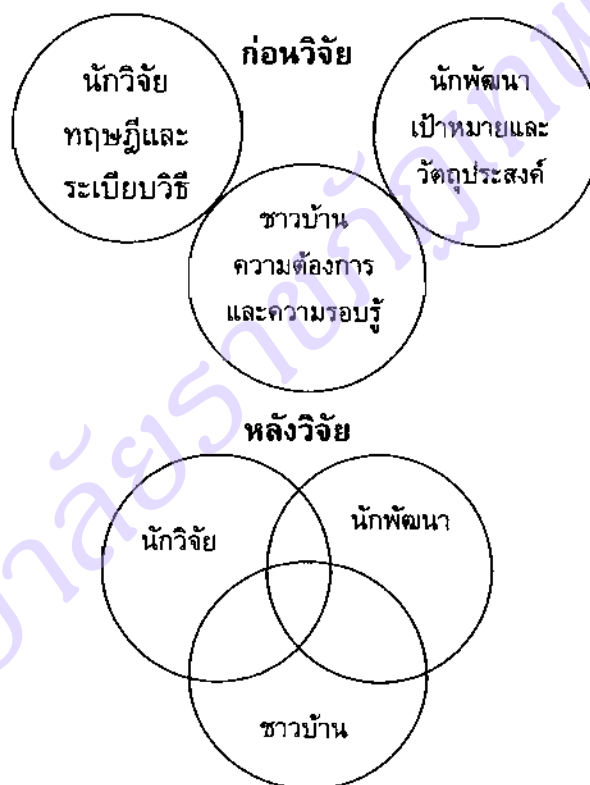 ก่อนวิจัย
นักวิจัย
ทฤษฎีและ
ระเบียบวิธี
นักพัฒนา
เป้าหมายและ
วัตถุประสงค์
ชาวบ้าน
ความต้องการ
และความรอบรู้
หลังวิจัย
นักวิจัย
นักพัฒนา
ชาวบ้าน